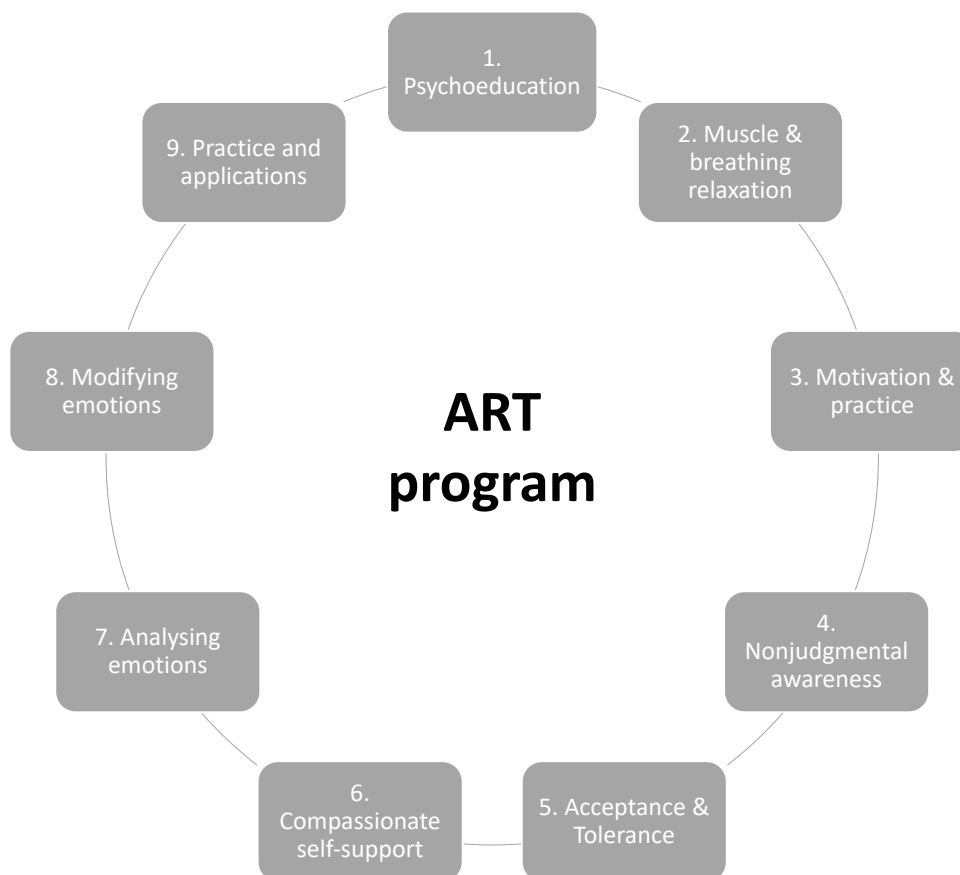 1.
Psychoeducation
2. Muscle &
breathing
relaxation
3. Motivation &
practice
4.
Nonjudgmental
awareness
5. Acceptance &
Tolerance
6.
Compassionate
self-support
7. Analysing
emotions
8. Modifying
emotions
9. Practice and
applications
ART
program